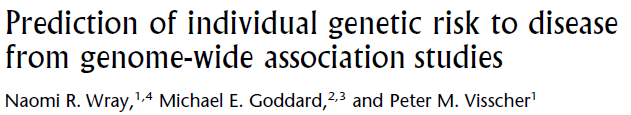 Prediction of individual genetic risk to disease
from genome-wide association studies
Naomi R. Wray,1,4 Michael E. Goddard,2,3 and Peter M. Visscher1